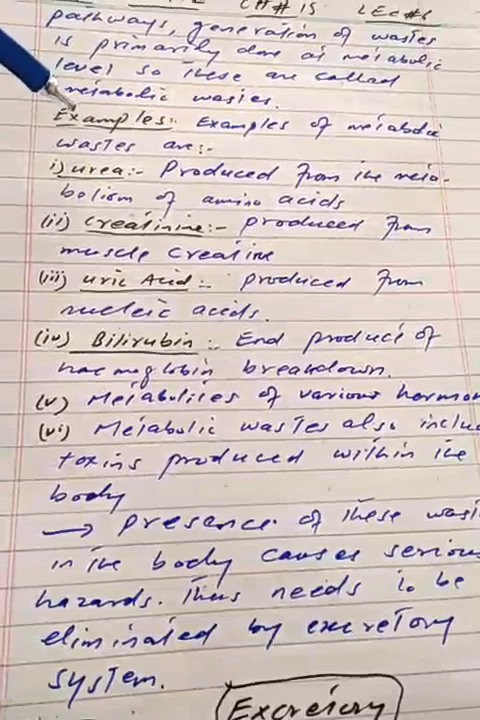 CH# 15 LEC#6
pathways, generation of wastes
is primarily done at metabolic
level so these are called
metabolic wastes.
Examples:- Examples of metabolic
wastes are:-
i) urea:- Produced from the meta-
bolism of amino acids
(ii) Creatinine:- produced from
muscle creatine
(iii) uric Acid:- produced from
nucleic acids.
(iv) Bilirubin:- End product of
haemoglobin breakdown.
(v) Metabolites of various hormon
(vi) Metabolic wastes also inclu
toxins produced within the
body
→ presence of these wast
in the body causes serious
hazards. Thus needs to be
eliminated by excretory
system.
Excretory